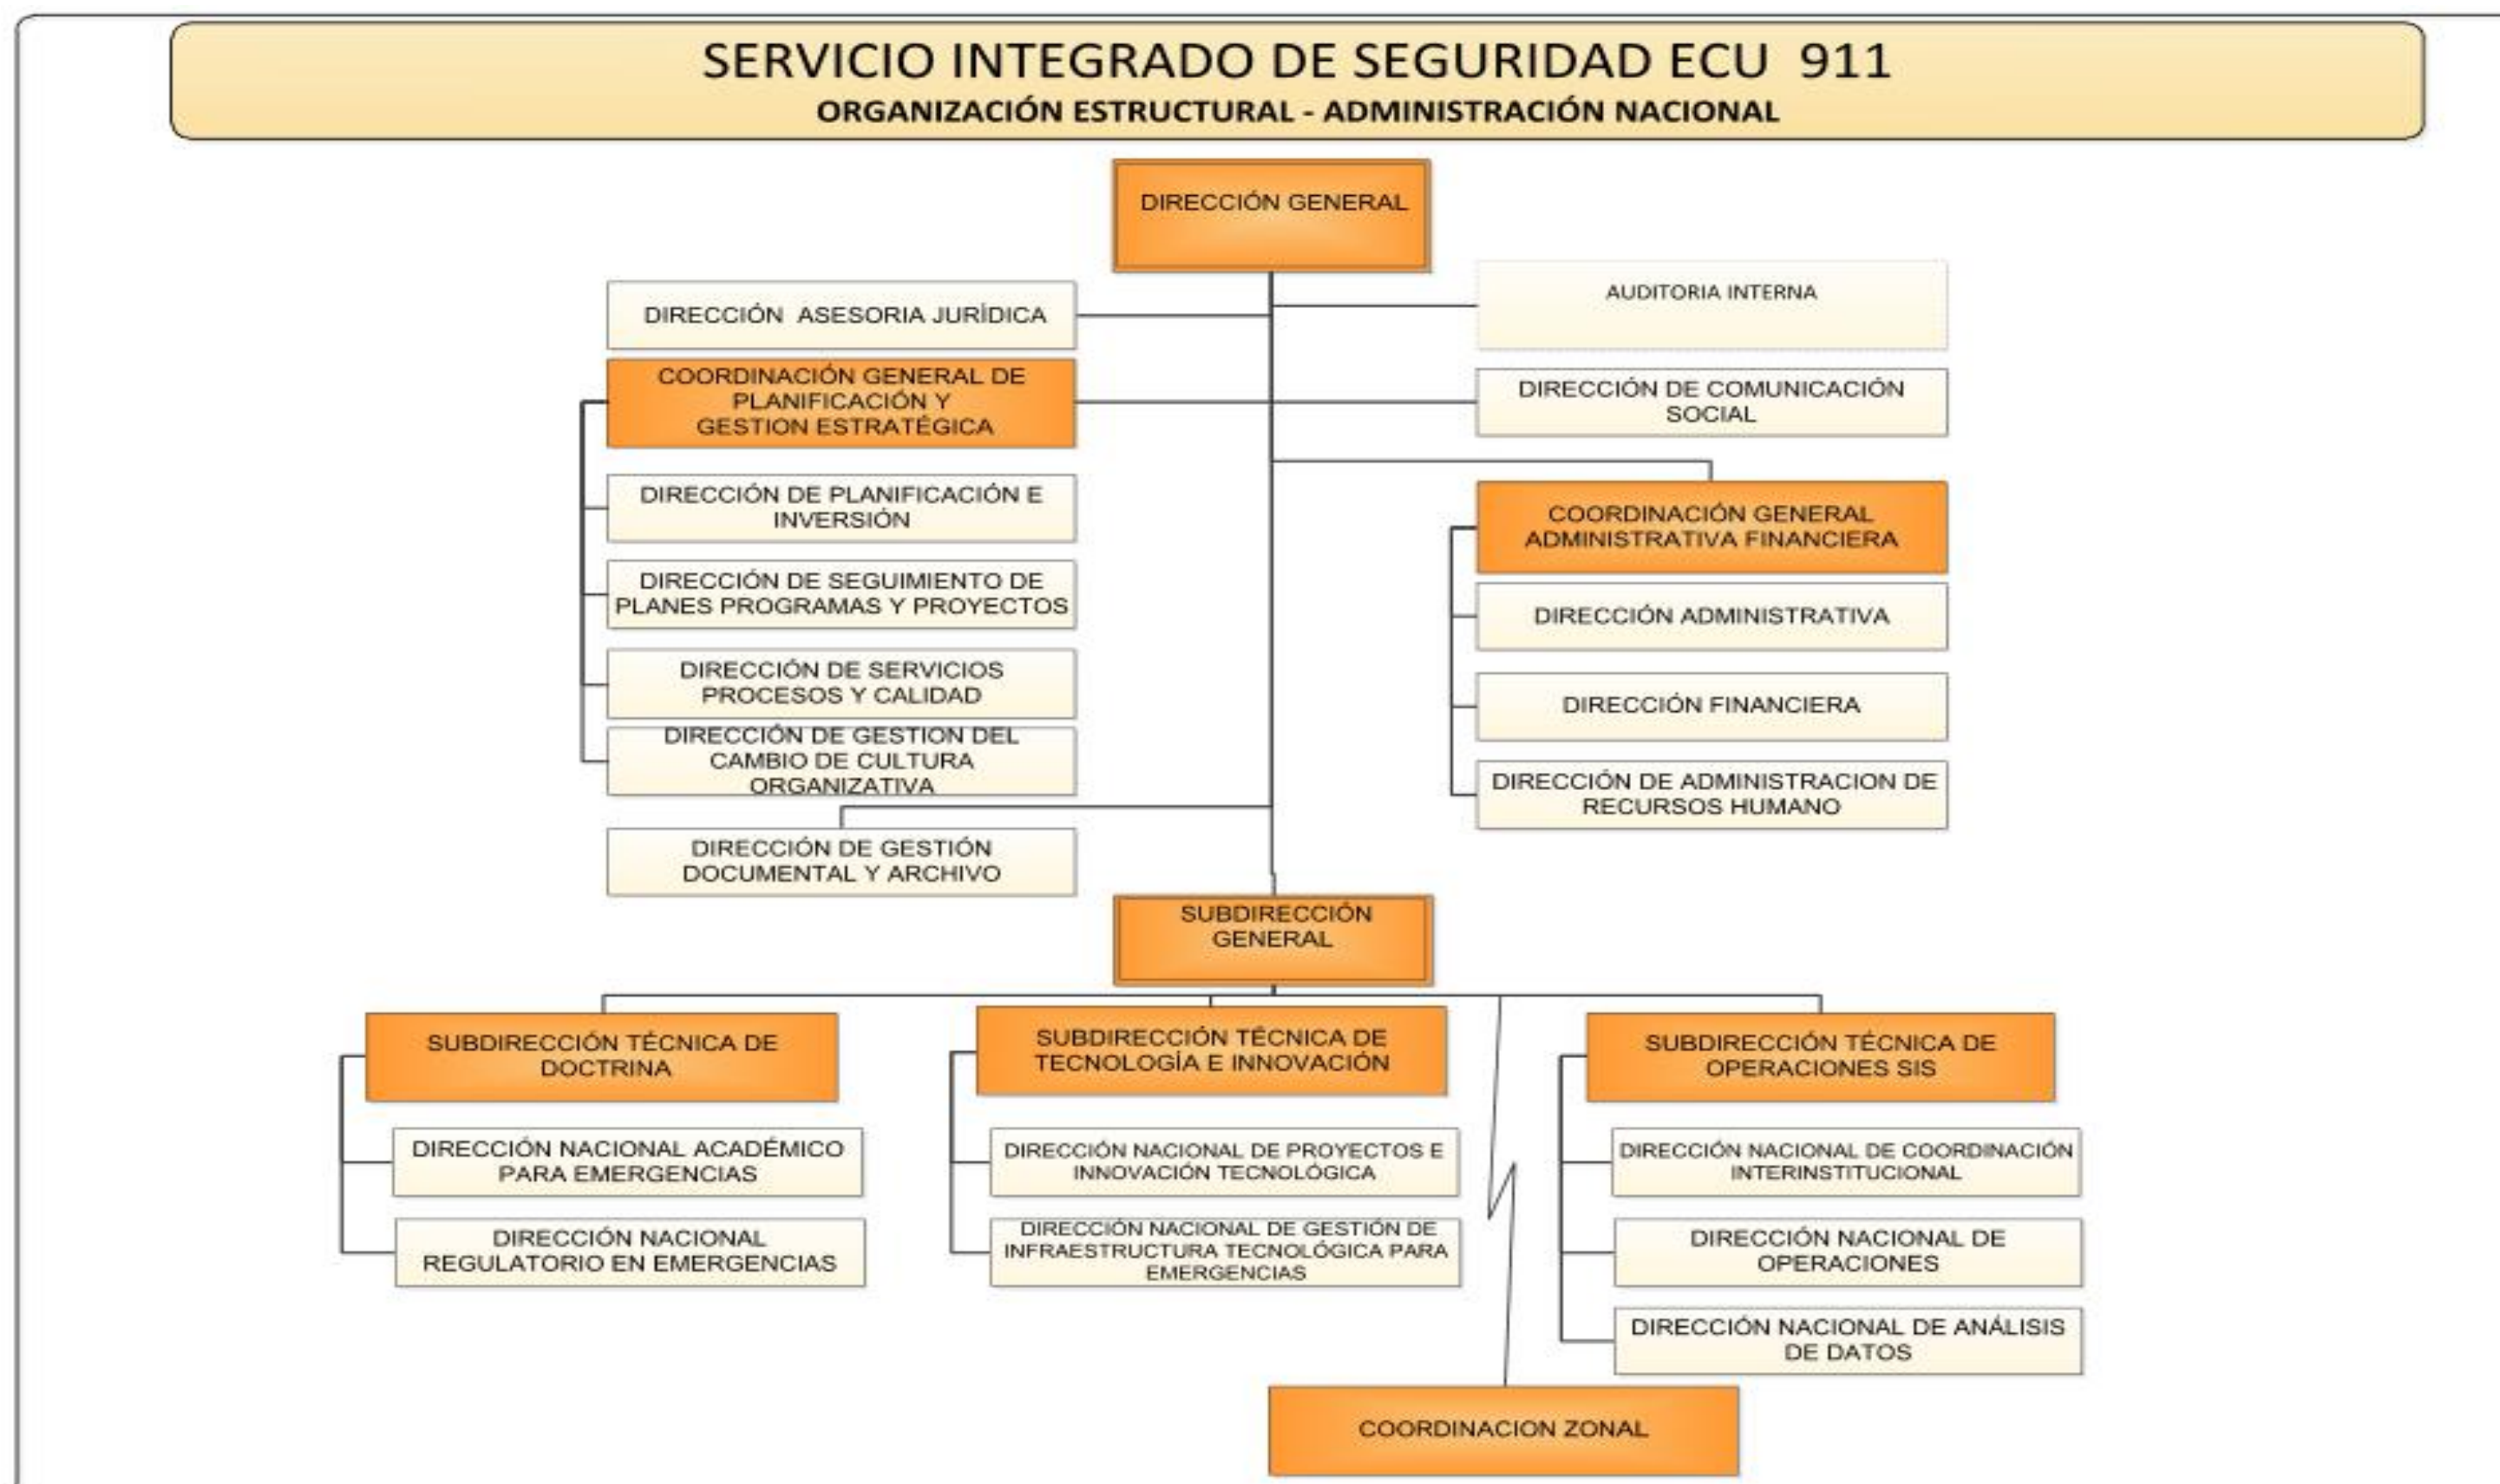 SERVICIO INTEGRADO DE SEGURIDAD ECU 911
ORGANIZACIÓN ESTRUCTURAL - ADMINISTRACIÓN NACIONAL
DIRECCIÓN GENERAL
DIRECCIÓN ASESORIA JURÍDICA
AUDITORIA INTERNA
COORDINACIÓN GENERAL DE
PLANIFICACIÓN Y
GESTION ESTRATÉGICA
DIRECCIÓN DE COMUNICACIÓN
SOCIAL
DIRECCIÓN DE PLANIFICACIÓN E
INVERSIÓN
DIRECCIÓN DE SEGUIMIENTO DE
PLANES PROGRAMAS Y PROYECTOS
DIRECCIÓN DE SERVICIOS
PROCESOS Y CALIDAD
DIRECCIÓN DE GESTION DEL
CAMBIO DE CULTURA
ORGANIZATIVA
COORDINACIÓN GENERAL
ADMINISTRATIVA FINANCIERA
DIRECCIÓN ADMINISTRATIVA
DIRECCIÓN FINANCIERA
DIRECCIÓN DE ADMINISTRACION DE
RECURSOS HUMANO
DIRECCIÓN DE GESTIÓN
DOCUMENTAL Y ARCHIVO
SUBDIRECCIÓN
GENERAL
SUBDIRECCIÓN TÉCNICA DE
DOCTRINA
DIRECCIÓN NACIONAL ACADÉMICO
PARA EMERGENCIAS
DIRECCIÓN NACIONAL
REGULATORIO EN EMERGENCIAS
SUBDIRECCIÓN TÉCNICA DE
TECNOLOGÍA E INNOVACIÓN
DIRECCIÓN NACIONAL DE PROYECTOS E
INNOVACIÓN TECNOLÓGICA
DIRECCIÓN NACIONAL DE GESTIÓN DE
INFRAESTRUCTURA TECNOLÓGICA PARA
EMERGENCIAS
SUBDIRECCIÓN TÉCNICA DE
OPERACIONES SIS
DIRECCIÓN NACIONAL DE COORDINACIÓN
INTERINSTITUCIONAL
DIRECCIÓN NACIONAL DE
OPERACIONES
DIRECCIÓN NACIONAL DE ANÁLISIS
DE DATOS
COORDINACION ZONAL